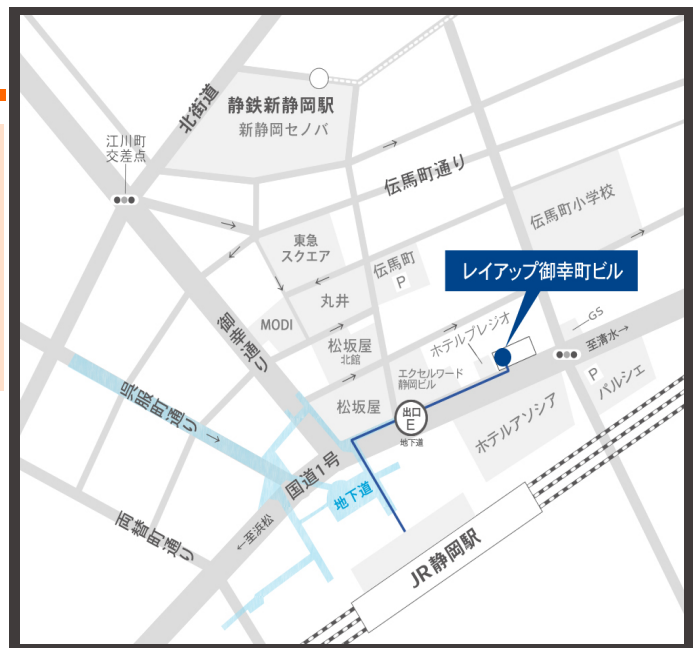 北街道
静鉄新静岡駅
新静岡セノバ
江川町
交差点
→
伝馬町通り
→
伝馬町小学校
東急
スクエア
←
→
伝馬町
P
レイアップ御幸町ビル
←
丸井
MODI
御幸通り
→
松坂屋
北館
→
ホテルプレジオ
GS
至清水→
呉服町通り
→
→
エクセルワード
静岡ビル
P
パルシェ
松坂屋
出口
E
地下道
ホテルアソシア
国道1号
地下道
両替町通り
←至浜松
JR静岡駅